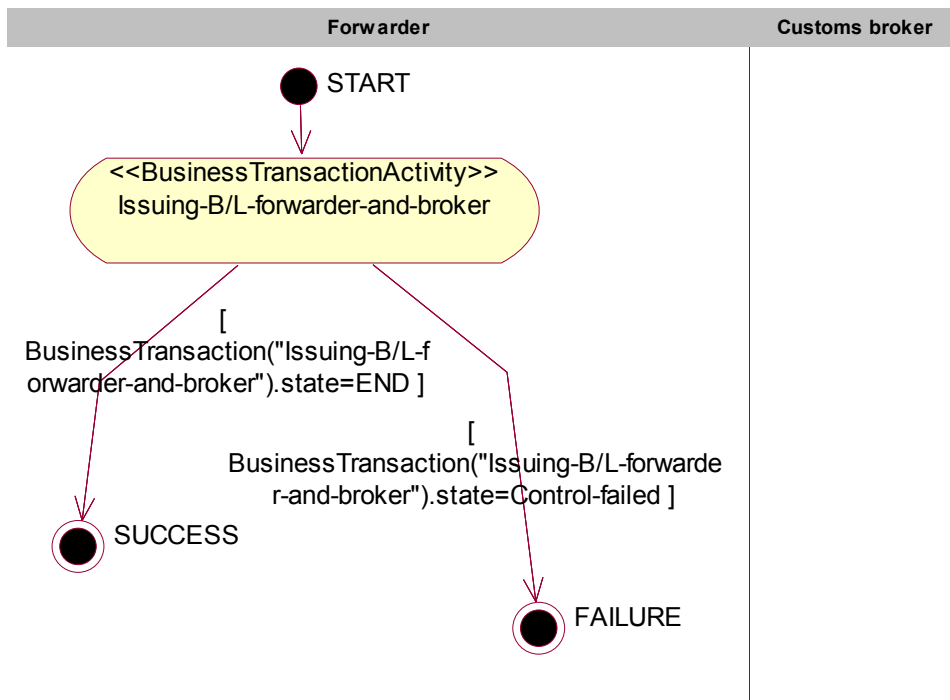 Forwarder
Customs broker
START
<<BusinessTransactionActivity>>
Issuing-B/L-forwarder-and-broker
[
BusinessTransaction("Issuing-B/L-f
orwarder-and-broker").state=END ]
[
BusinessTransaction("Issuing-B/L-forwarde
r-and-broker").state=Control-failed ]
SUCCESS
FAILURE